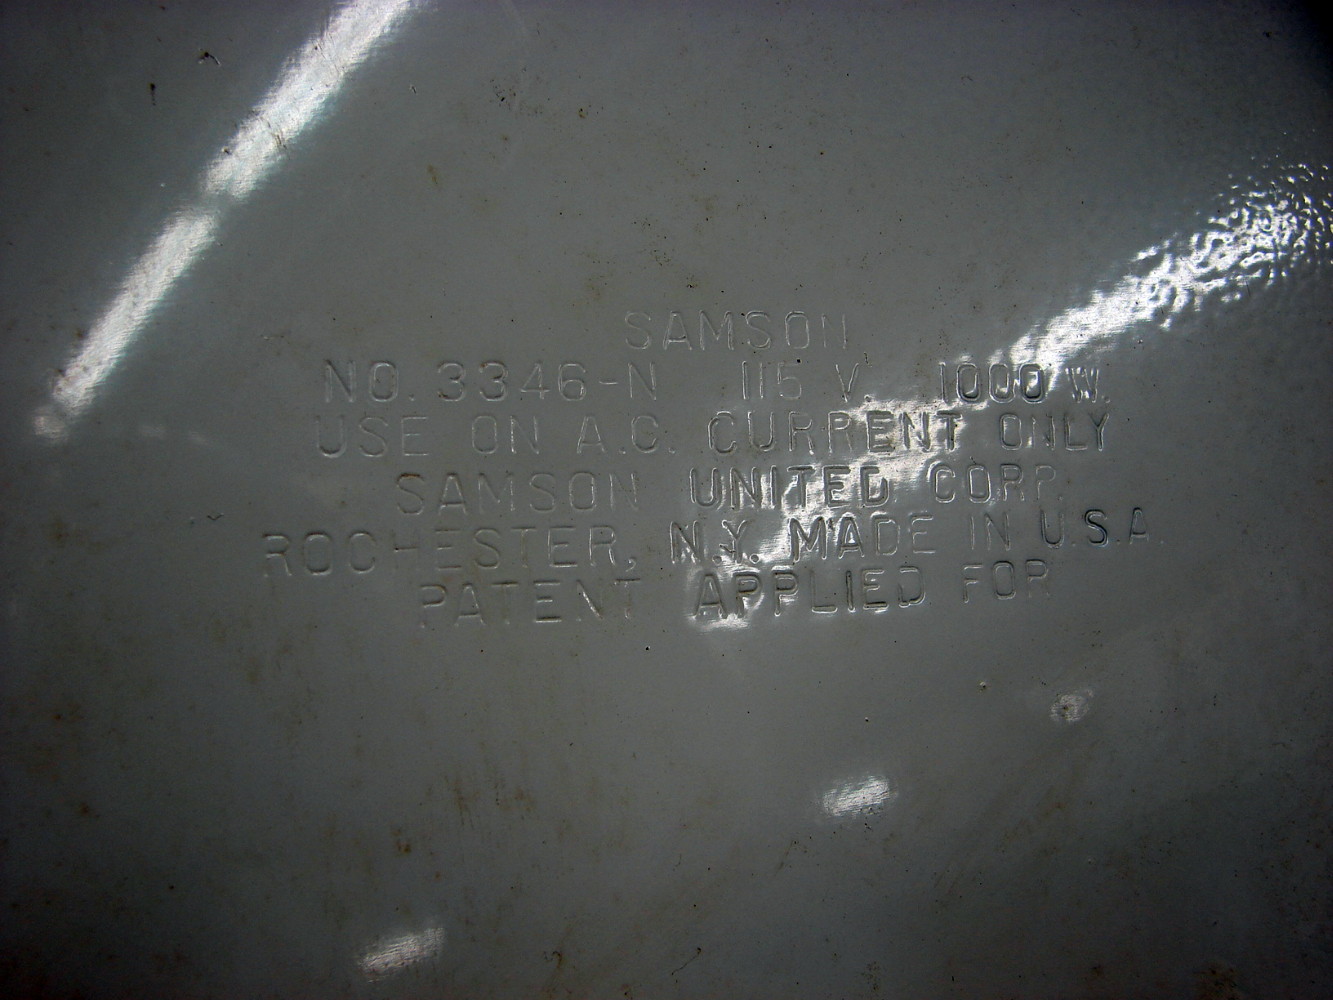 SAMSON
NO. 3346-N 115 V. 1000 W.
USE ON A.C. CURRENT ONLY
SAMSON UNITED CORP.
ROCHESTER, N.Y. MADE IN U.S.A.
PATENT APPLIED FOR